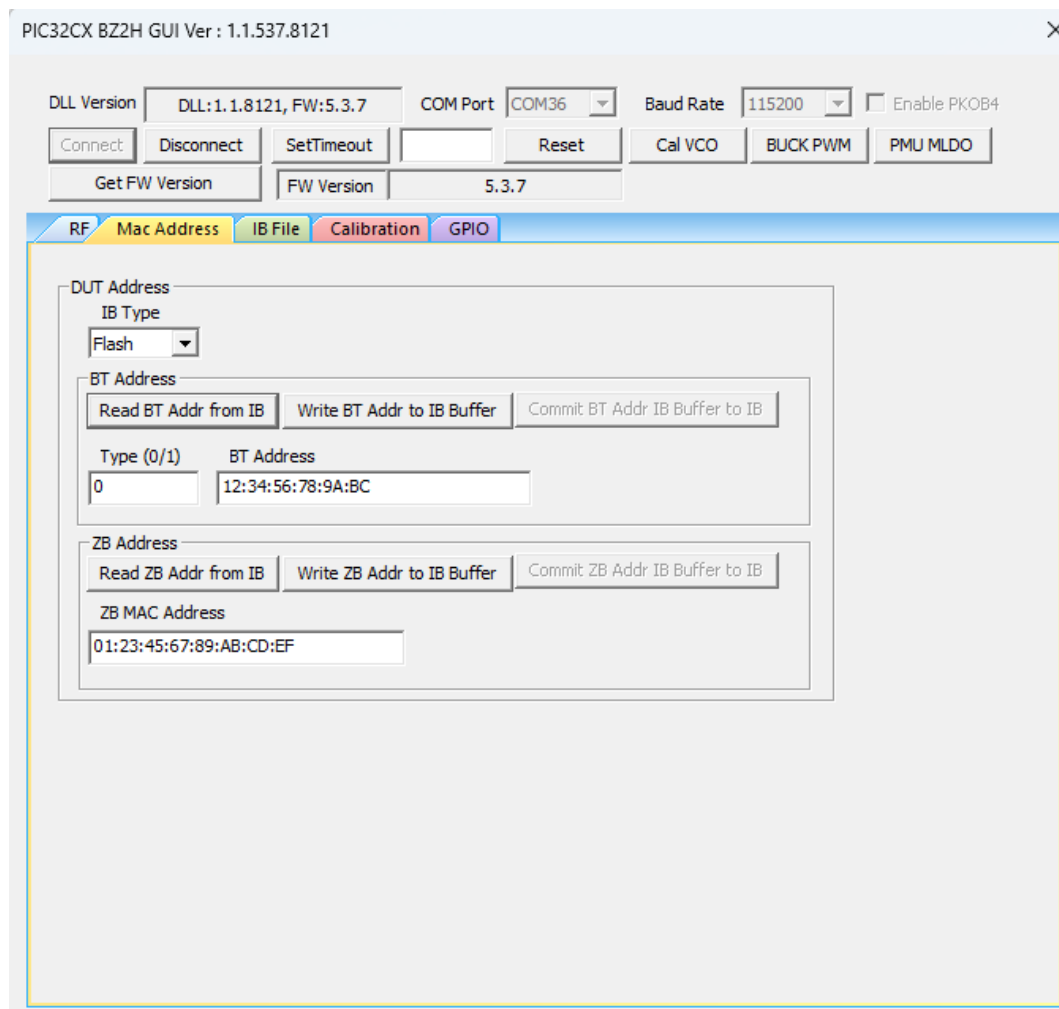 PIC32CX BZ2H GUI Ver : 1.1.537.8121
DLL Version DLL:1.1.8121, FW:5.3.7 COM Port COM36 Baud Rate 115200 Enable PKOB4
Connect Disconnect SetTimeout Reset Cal VCO BUCK PWM PMU MLDO
Get FW Version FW Version 5.3.7
RF Mac Address IB File Calibration GPIO
DUT Address
IB Type
Flash
BT Address
Read BT Addr from IB Write BT Addr to IB Buffer Commit BT Addr IB Buffer to IB
Type (0/1) BT Address
0 12:34:56:78:9A:BC
ZB Address
Read ZB Addr from IB Write ZB Addr to IB Buffer Commit ZB Addr IB Buffer to IB
ZB MAC Address
01:23:45:67:89:AB:CD:EF